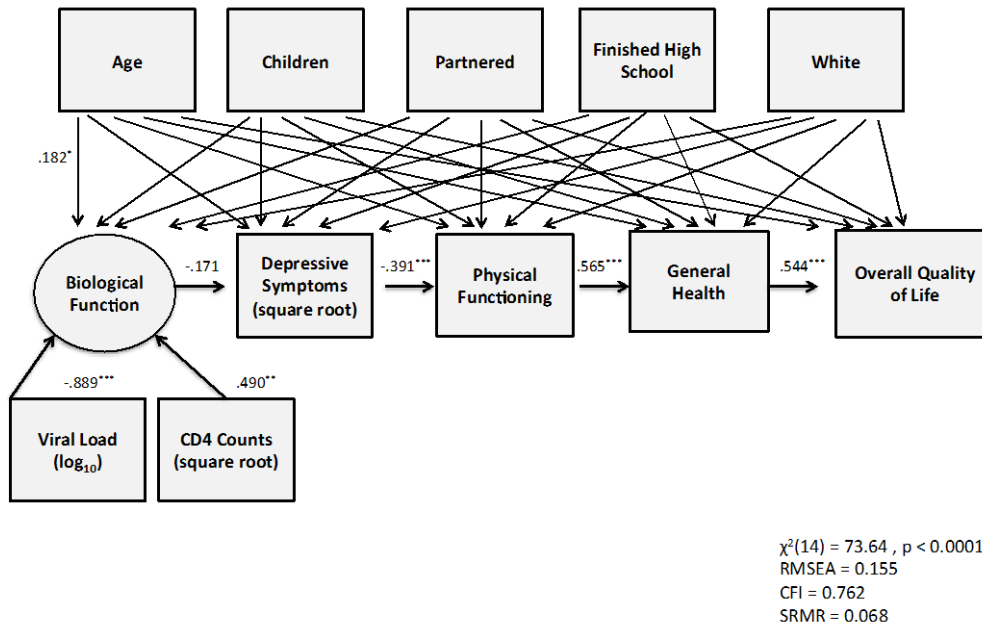 Age
Children
Partnered
Finished High
School
White
.182*
Biological
Function
-.171
Depressive
Symptoms
(square root)
-.391***
Physical
Functioning
.565***
General
Health
.544***
Overall Quality
of Life
-.889***
.490**
Viral Load
(log₁₀)
CD4 Counts
(square root)
χ²(14) = 73.64 , p < 0.0001
RMSEA = 0.155
CFI = 0.762
SRMR = 0.068